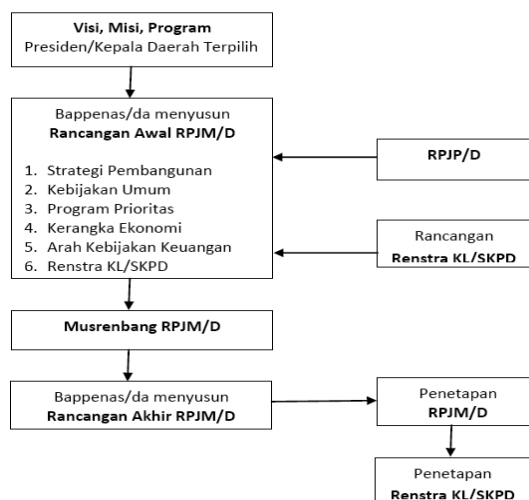 Visi, Misi, Program
Presiden/Kepala Daerah Terpilih
Bappenas/da menyusun
Rancangan Awal RPJM/D
1. Strategi Pembangunan
2. Kebijakan Umum
3. Program Prioritas
4. Kerangka Ekonomi
5. Arah Kebijakan Keuangan
6. Renstra KL/SKPD
RPJP/D
Rancangan
Renstra KL/SKPD
Musrenbang RPJM/D
Bappenas/da menyusun
Rancangan Akhir RPJM/D
Penetapan
RPJM/D
Penetapan
Renstra KL/SKPD